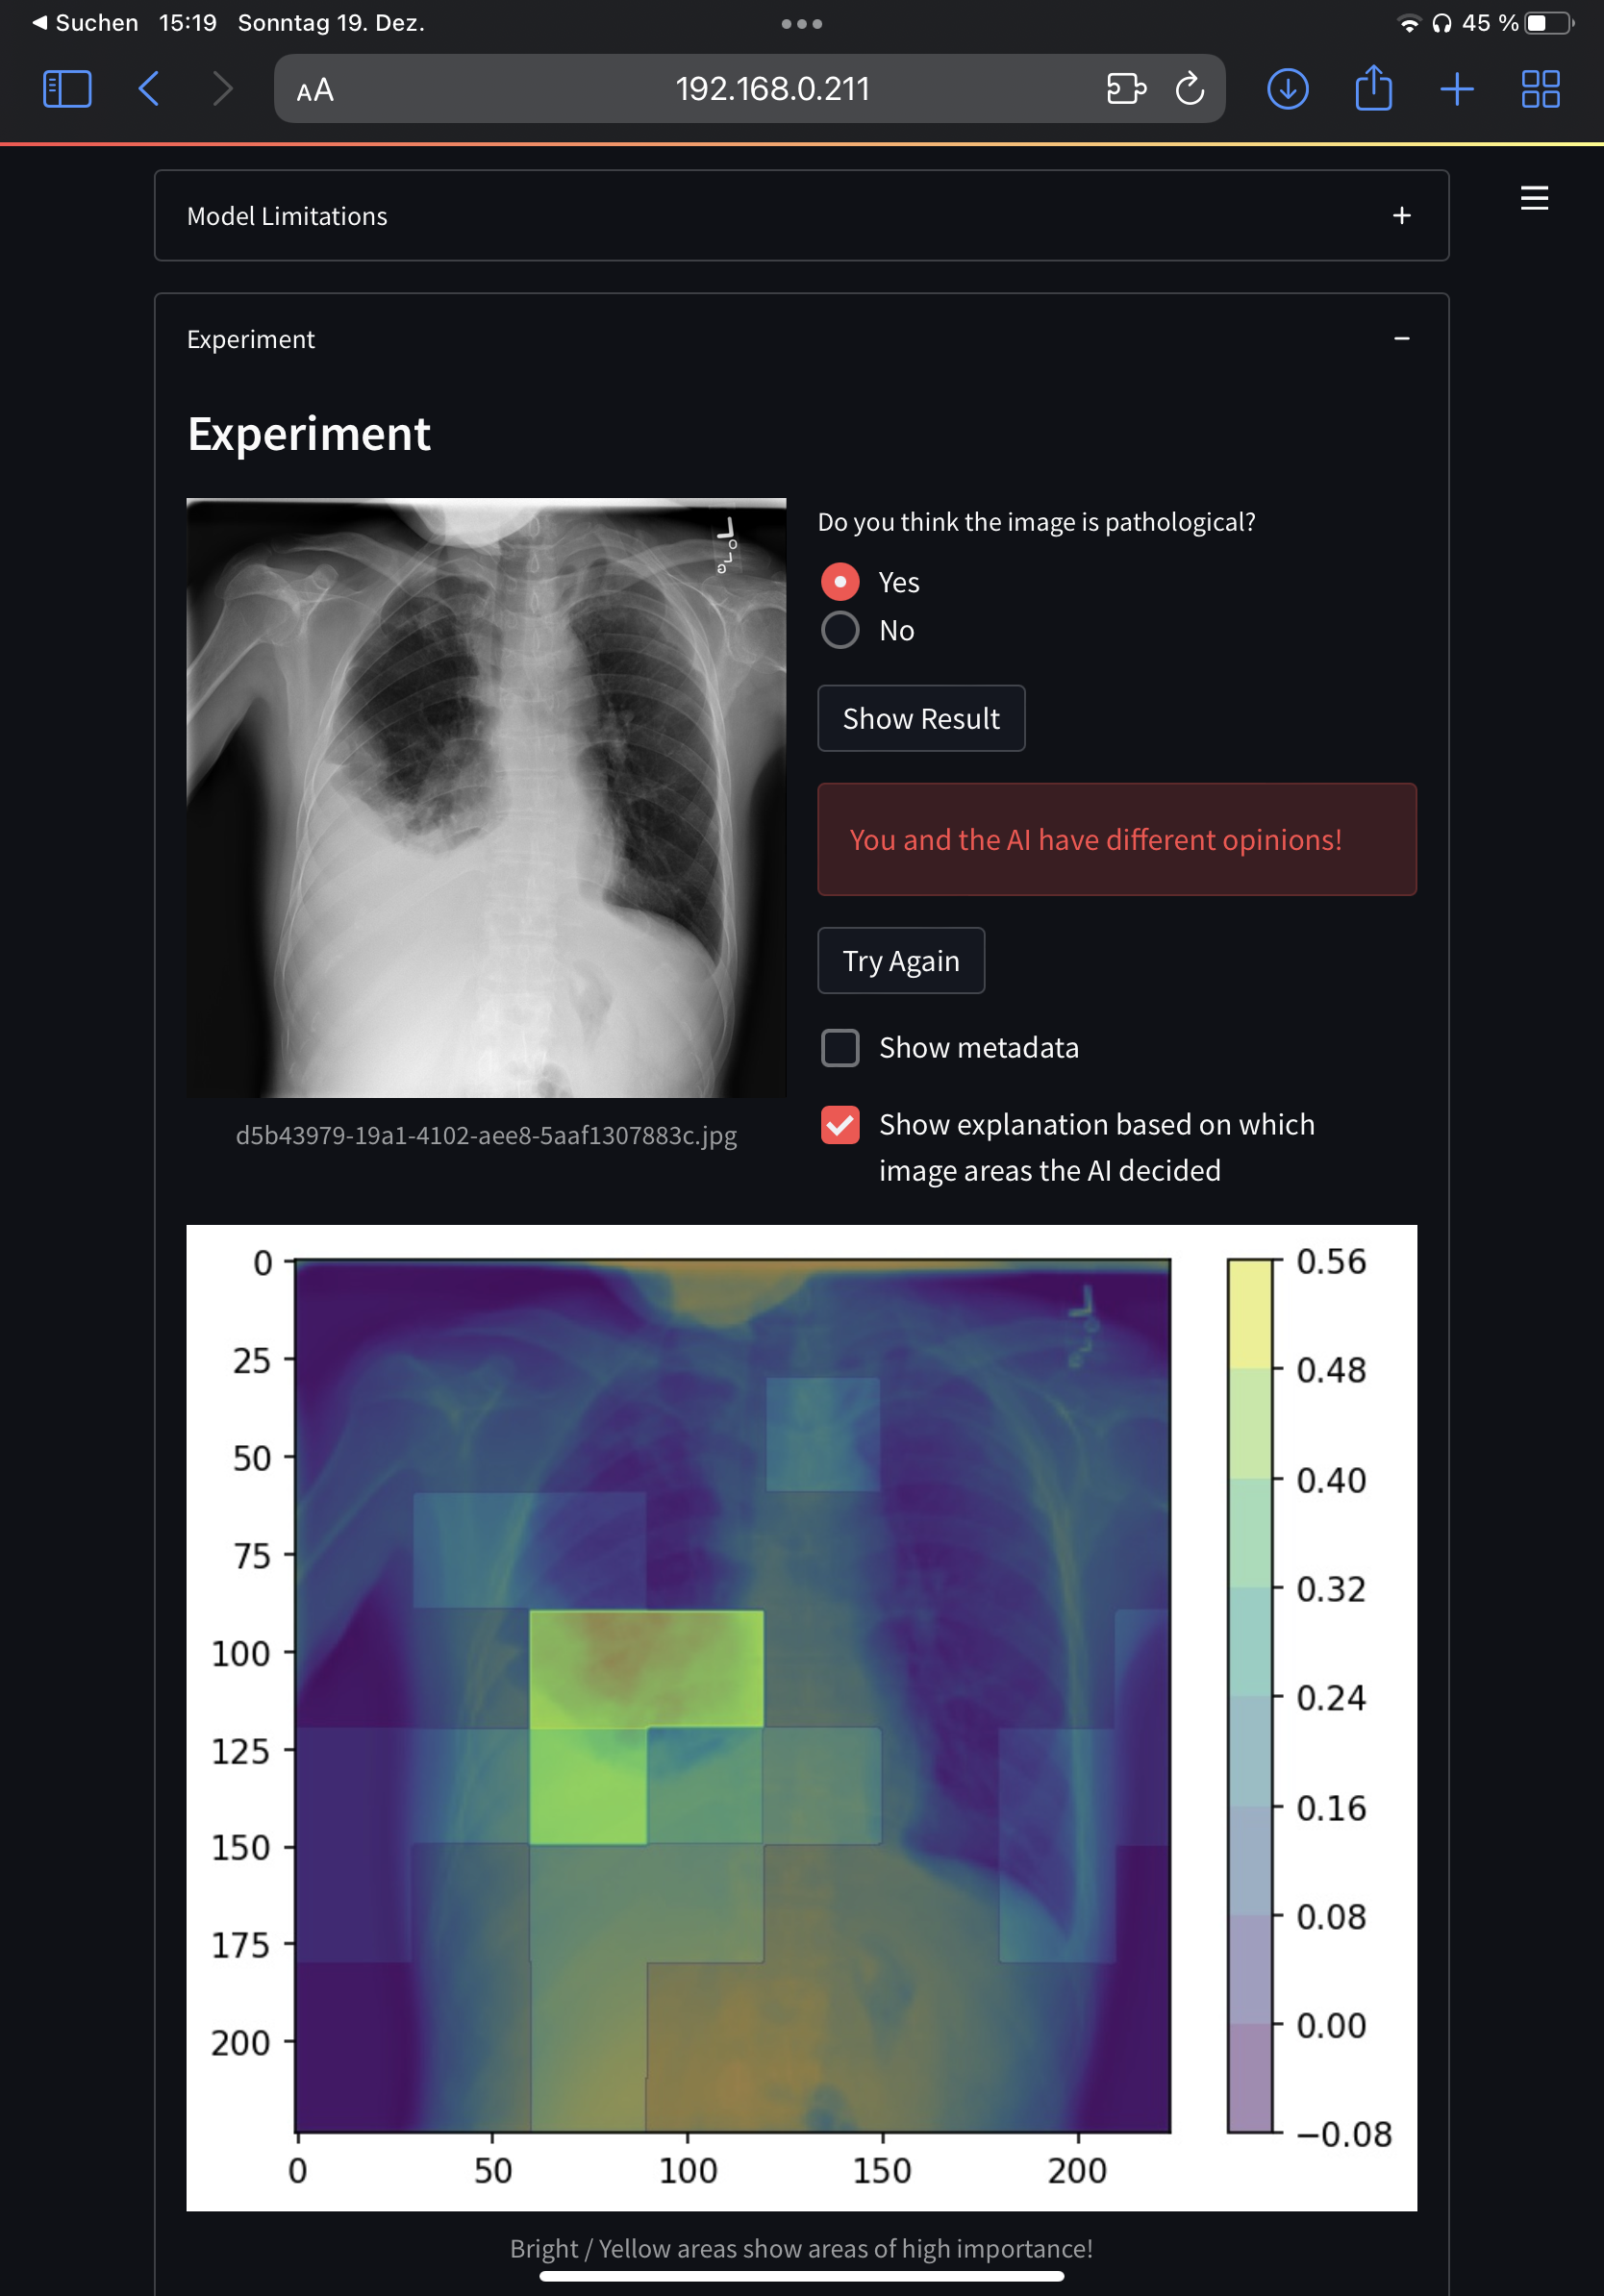 ◀ Suchen 15:19 Sonntag 19. Dez. 45 %
AA 192.168.0.211
Model Limitations
Experiment
Experiment
L
Do you think the image is pathological?
Yes
No
Show Result
You and the AI have different opinions!
Try Again
Show metadata
Show explanation based on which
image areas the AI decided
d5b43979-19a1-4102-aee8-5aaf1307883c.jpg
0
25
50
75
100
125
150
175
200
0 50 100 150 200
0.56
0.48
0.40
0.32
0.24
0.16
0.08
0.00
−0.08
Bright / Yellow areas show areas of high importance!